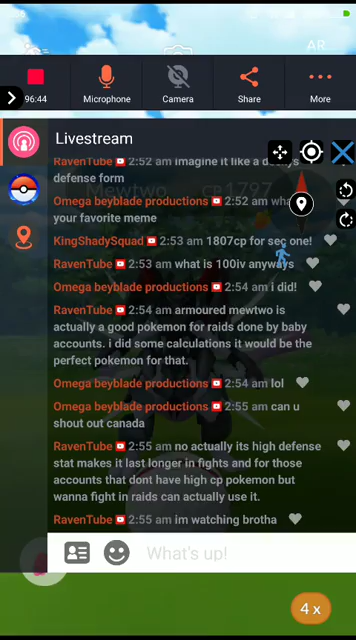 AR
96:44
Microphone
Camera
Share
More
Livestream
RavenTube 2:52 am imagine it like a deoxys
defense form
Mewtwo CP1797
Omega beyblade productions 2:52 am what
your favorite meme
KingShadySquad 2:53 am 1807cp for sec one!
RavenTube 2:53 am what is 100iv anyways
Omega beyblade productions 2:54 am i did!
RavenTube 2:54 am armoured mewtwo is
actually a good pokemon for raids done by baby
accounts. i did some calculations it would be the
perfect pokemon for that.
Omega beyblade productions 2:54 am lol
Omega beyblade productions 2:55 am can u
shout out canada
RavenTube 2:55 am no actually its high defense
stat makes it last longer in fights and for those
accounts that dont have high cp pokemon but
wanna fight in raids can actually use it.
RavenTube 2:55 am im watching brotha
What's up!
4 x